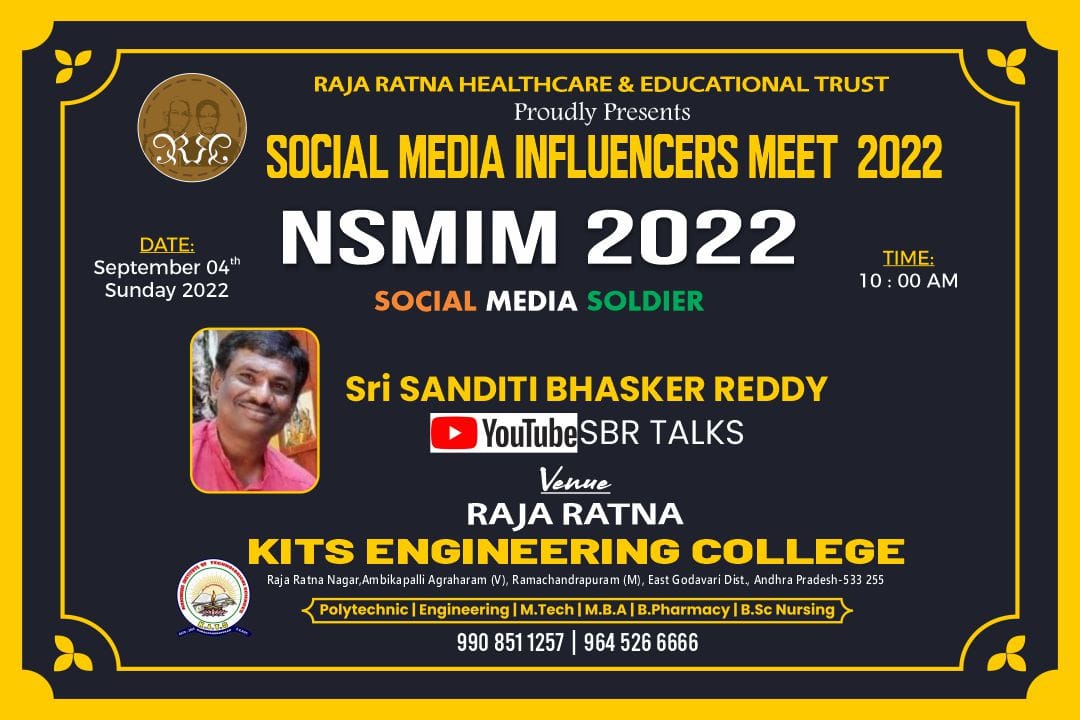 RAJA RATNA HEALTHCARE & EDUCATIONAL TRUST
Proudly Presents
SOCIAL MEDIA INFLUENCERS MEET 2022
NSMIM 2022
SOCIAL MEDIA SOLDIER
DATE:
September 04th
Sunday 2022
TIME:
10 : 00 AM
Sri SANDITI BHASKER REDDY
YouTube SBR TALKS
Venue
RAJA RATNA
KITS ENGINEERING COLLEGE
Raja Ratna Nagar,Ambikapalli Agraharam (V), Ramachandrapuram (M), East Godavari Dist., Andhra Pradesh-533 255
Polytechnic | Engineering | M.Tech | M.B.A | B.Pharmacy | B.Sc Nursing
990 851 1257 | 964 526 6666